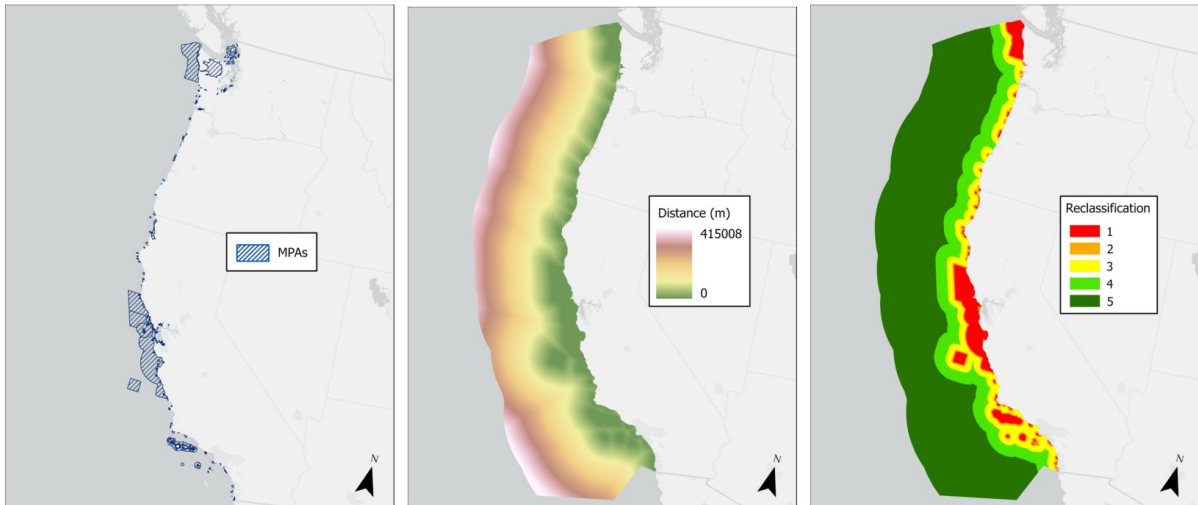 MPAs
N
Distance (m)
415008
0
N
Reclassification
1
2
3
4
5
N